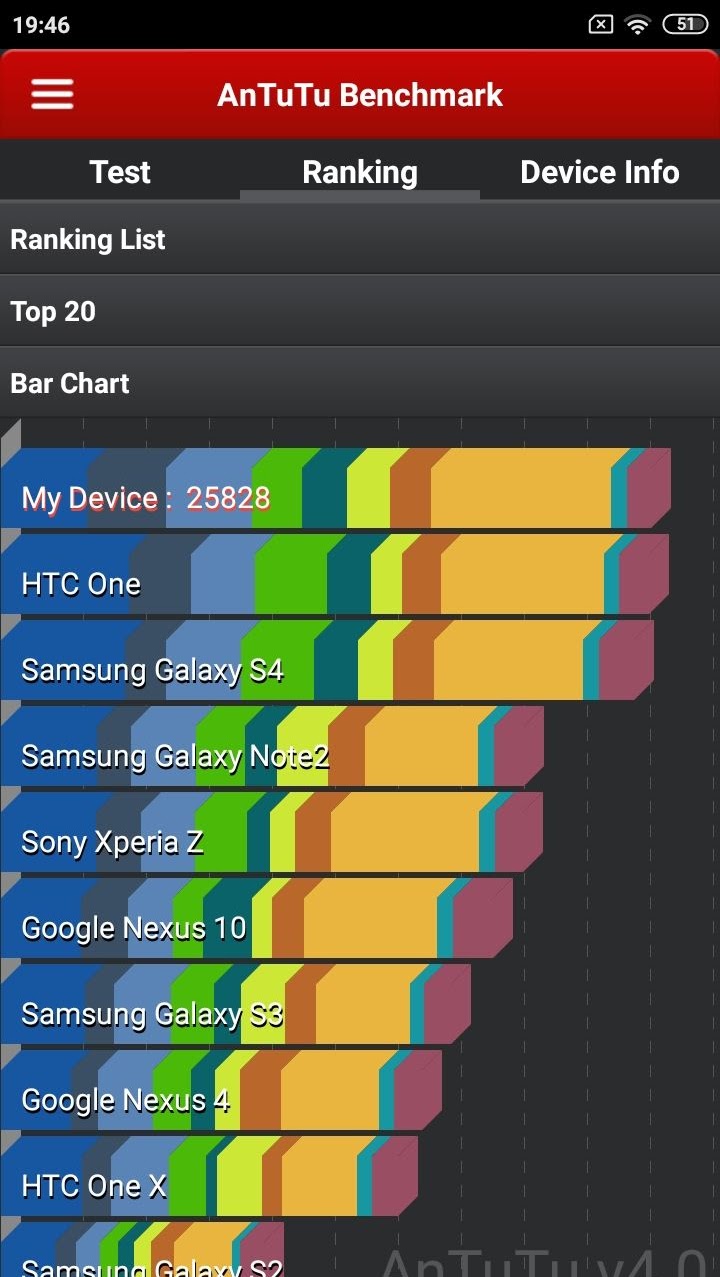 19:46
51
AnTuTu Benchmark
Test Ranking Device Info
Ranking List
Top 20
Bar Chart
My Device : 25828
HTC One
Samsung Galaxy S4
Samsung Galaxy Note2
Sony Xperia Z
Google Nexus 10
Samsung Galaxy S3
Google Nexus 4
HTC One X
Samsung Galaxy S2
AnTuTu v4.0